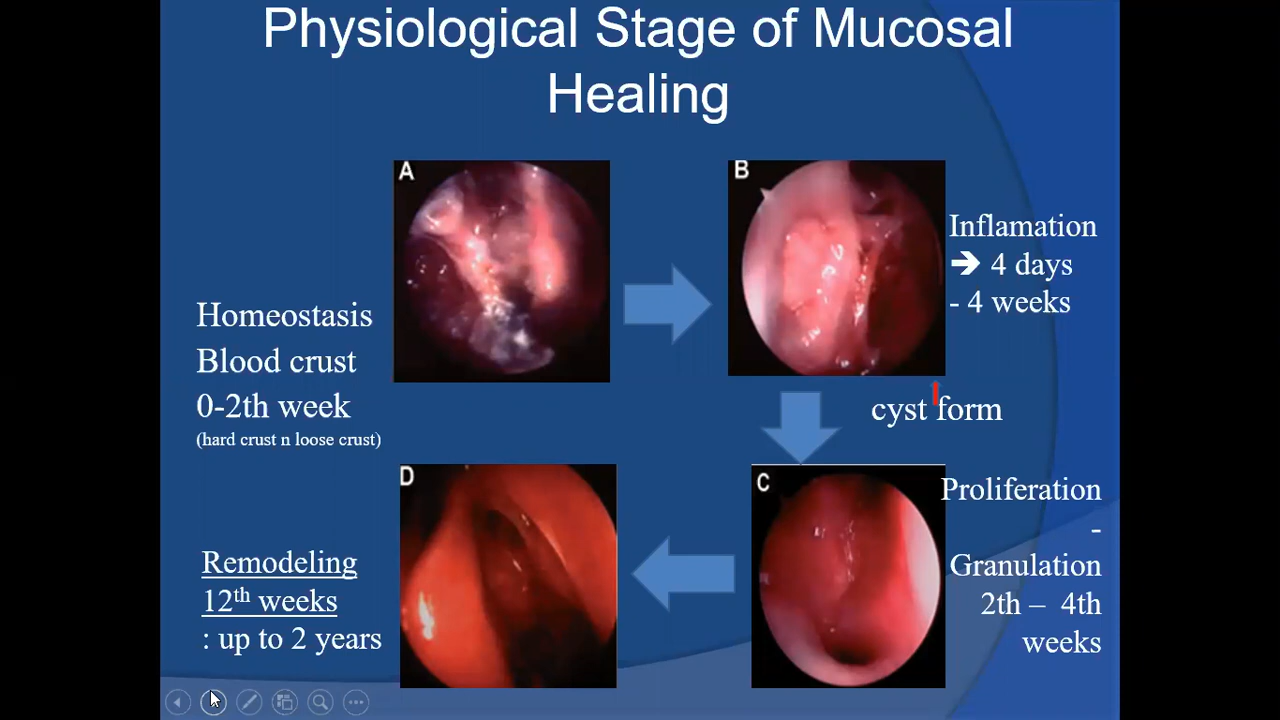 Physiological Stage of Mucosal
Healing
A
Homeostasis
Blood crust
0-2th week
(hard crust n loose crust)
B
Inflamation
➔ 4 days
- 4 weeks
cyst form
C
Proliferation
-
Granulation
2th – 4th
weeks
D
Remodeling
12th weeks
: up to 2 years